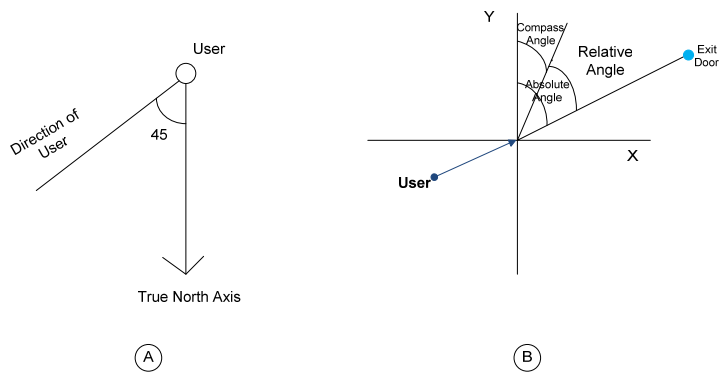 User
Direction of
User
45
True North Axis
A
Y
Compass
Angle
Relative
Angle
Absolute
Angle
Exit
Door
X
User
B